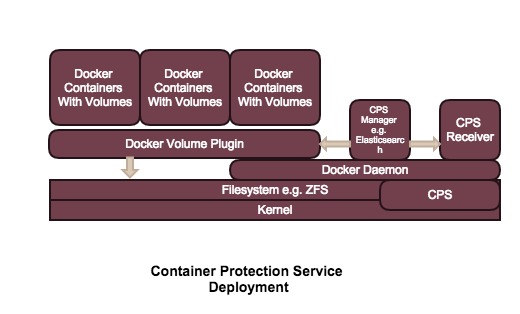 Docker
Containers
With Volumes
Docker
Containers
With Volumes
Docker
Containers
With Volumes
CPS
Manager
e.g.
Elasticsearc
h
CPS
Receiver
Docker Volume Plugin
Docker Daemon
Filesystem e.g. ZFS
CPS
Kernel
Container Protection Service
Deployment